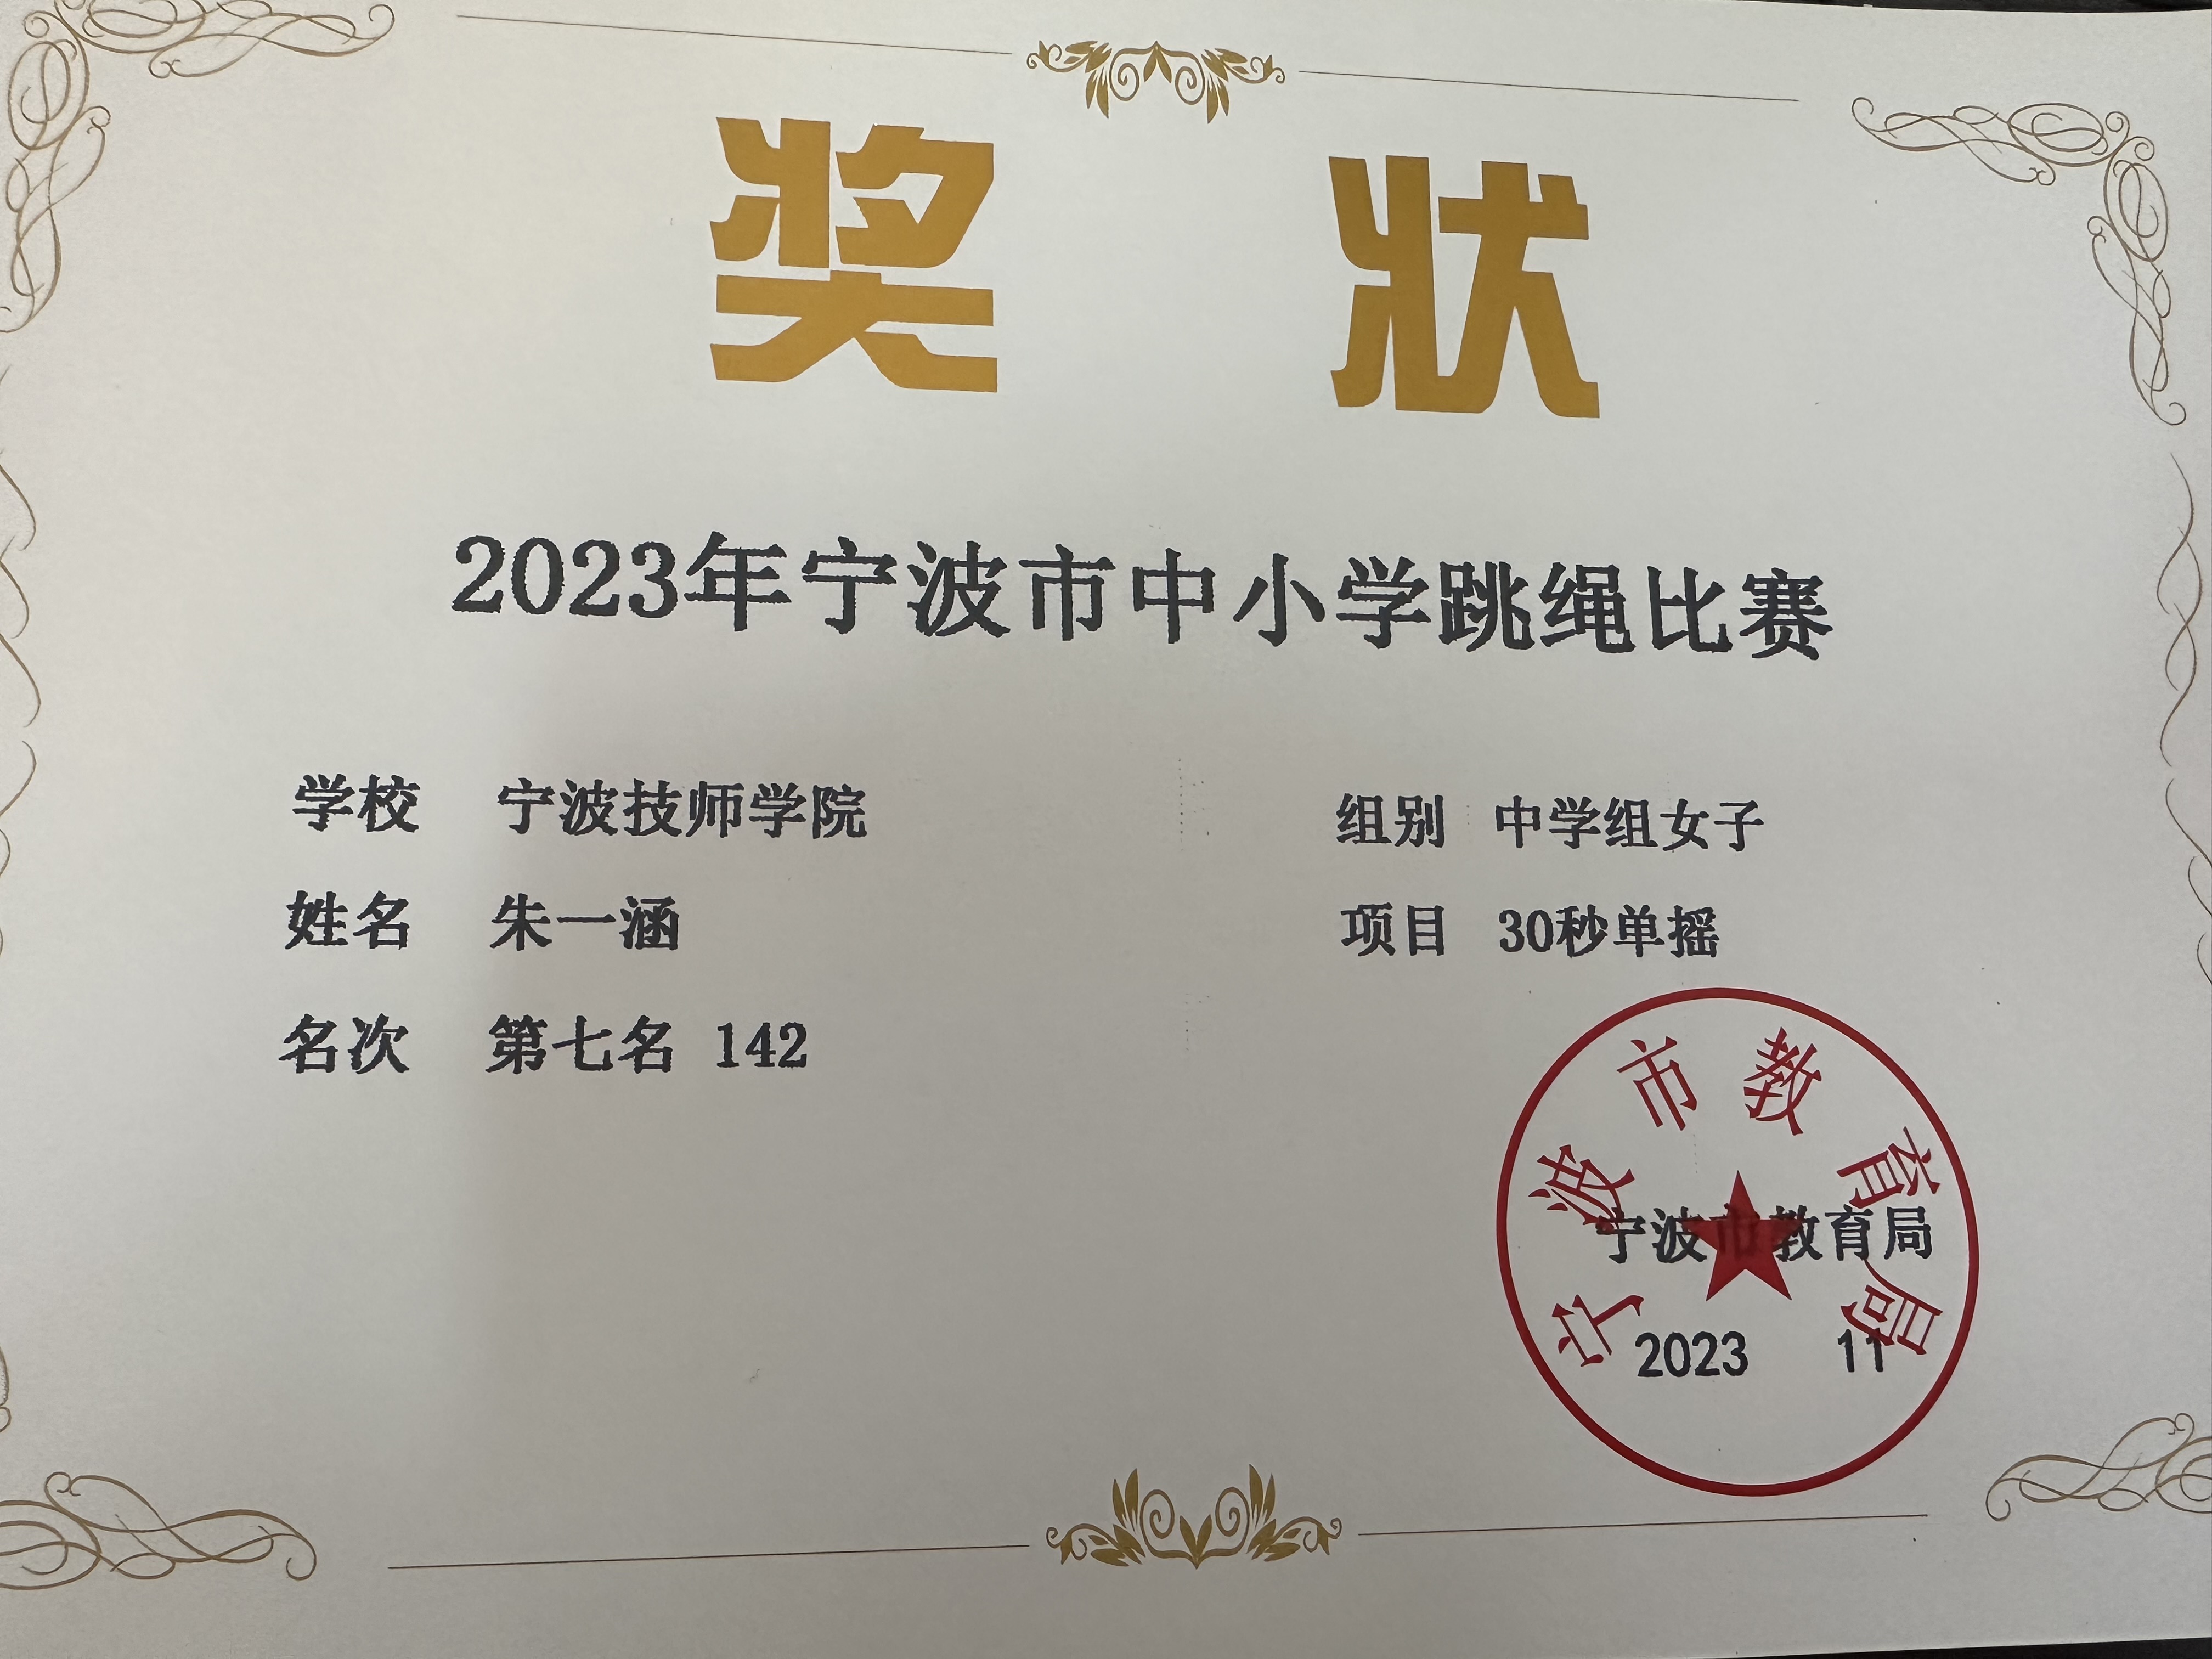 奖 状
2023年宁波市中小学跳绳比赛
学校 宁波技师学院 组别 中学组女子
姓名 朱一涵 项目 30秒单摇
名次 第七名 142
宁波市教育局
宁波市教育局
2023 11